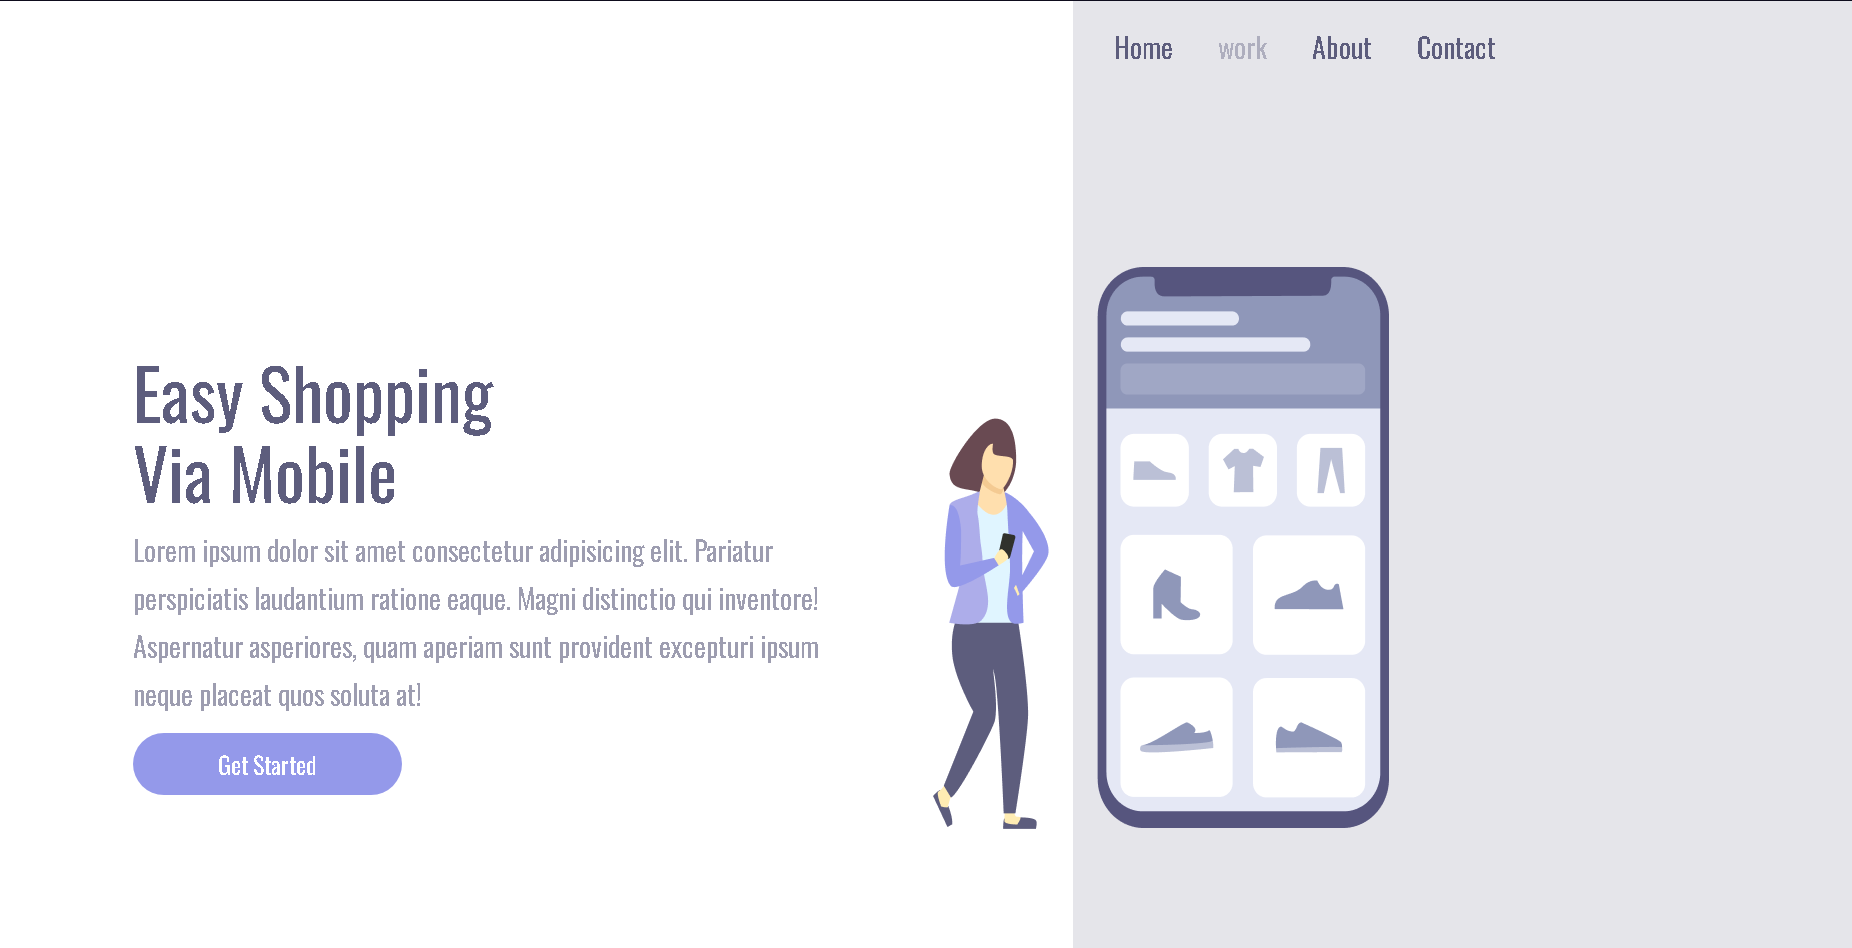 Home work About Contact
Easy Shopping
Via Mobile
Lorem ipsum dolor sit amet consectetur adipisicing elit. Pariatur
perspiciatis laudantium ratione eaque. Magni distinctio qui inventore!
Aspernatur asperiores, quam aperiam sunt provident excepturi ipsum
neque placeat quos soluta at!
Get Started